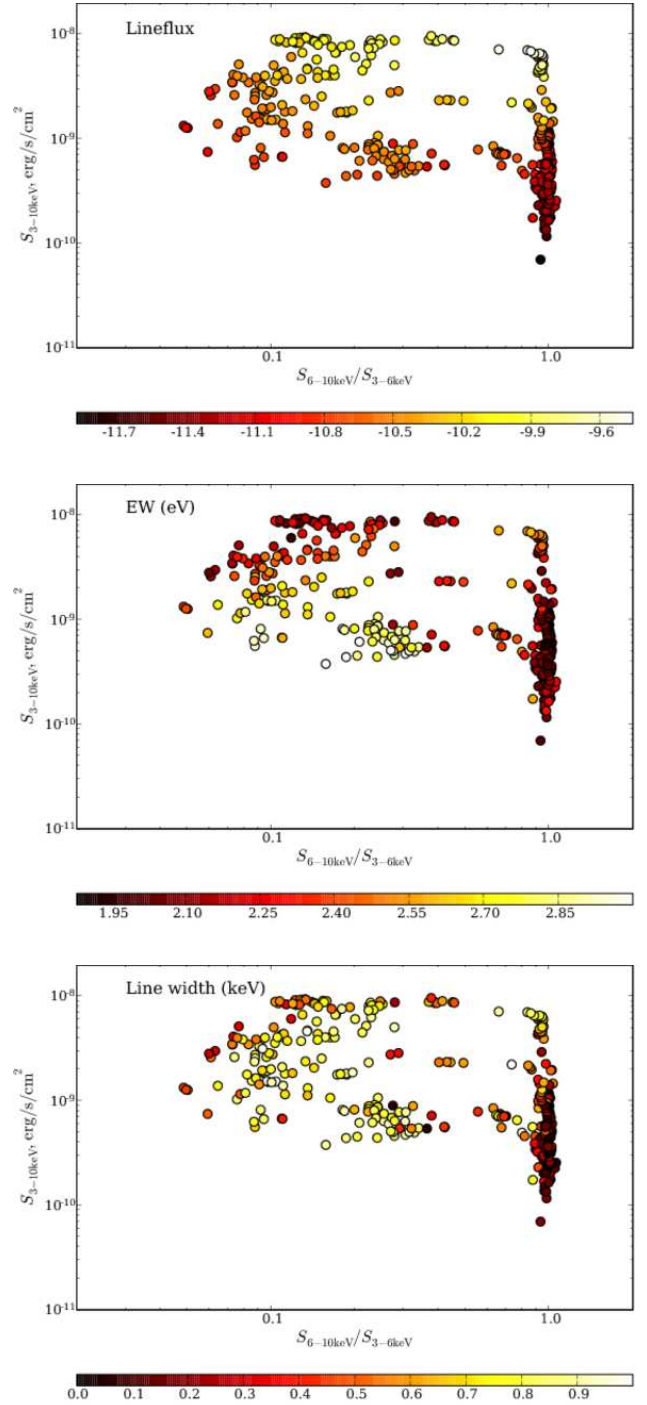 Lineflux
10⁻⁸
10⁻⁹
10⁻¹⁰
10⁻¹¹
S₃₋₁₀ₖₑV, erg/s/cm²
0.1 1.0
S₆₋₁₀ₖₑV/S₃₋₆ₖₑV
-11.7 -11.4 -11.1 -10.8 -10.5 -10.2 -9.9 -9.6
EW (eV)
10⁻⁸
10⁻⁹
10⁻¹⁰
10⁻¹¹
S₃₋₁₀ₖₑV, erg/s/cm²
0.1 1.0
S₆₋₁₀ₖₑV/S₃₋₆ₖₑV
1.95 2.10 2.25 2.40 2.55 2.70 2.85
Line width (keV)
10⁻⁸
10⁻⁹
10⁻¹⁰
10⁻¹¹
S₃₋₁₀ₖₑV, erg/s/cm²
0.1 1.0
S₆₋₁₀ₖₑV/S₃₋₆ₖₑV
0.0 0.1 0.2 0.3 0.4 0.5 0.6 0.7 0.8 0.9